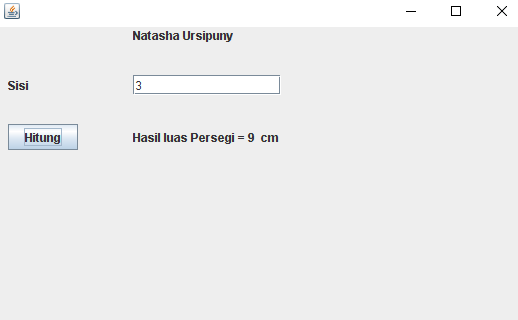 Natasha Ursipuny
Sisi
3
Hitung
Hasil luas Persegi = 9  cm